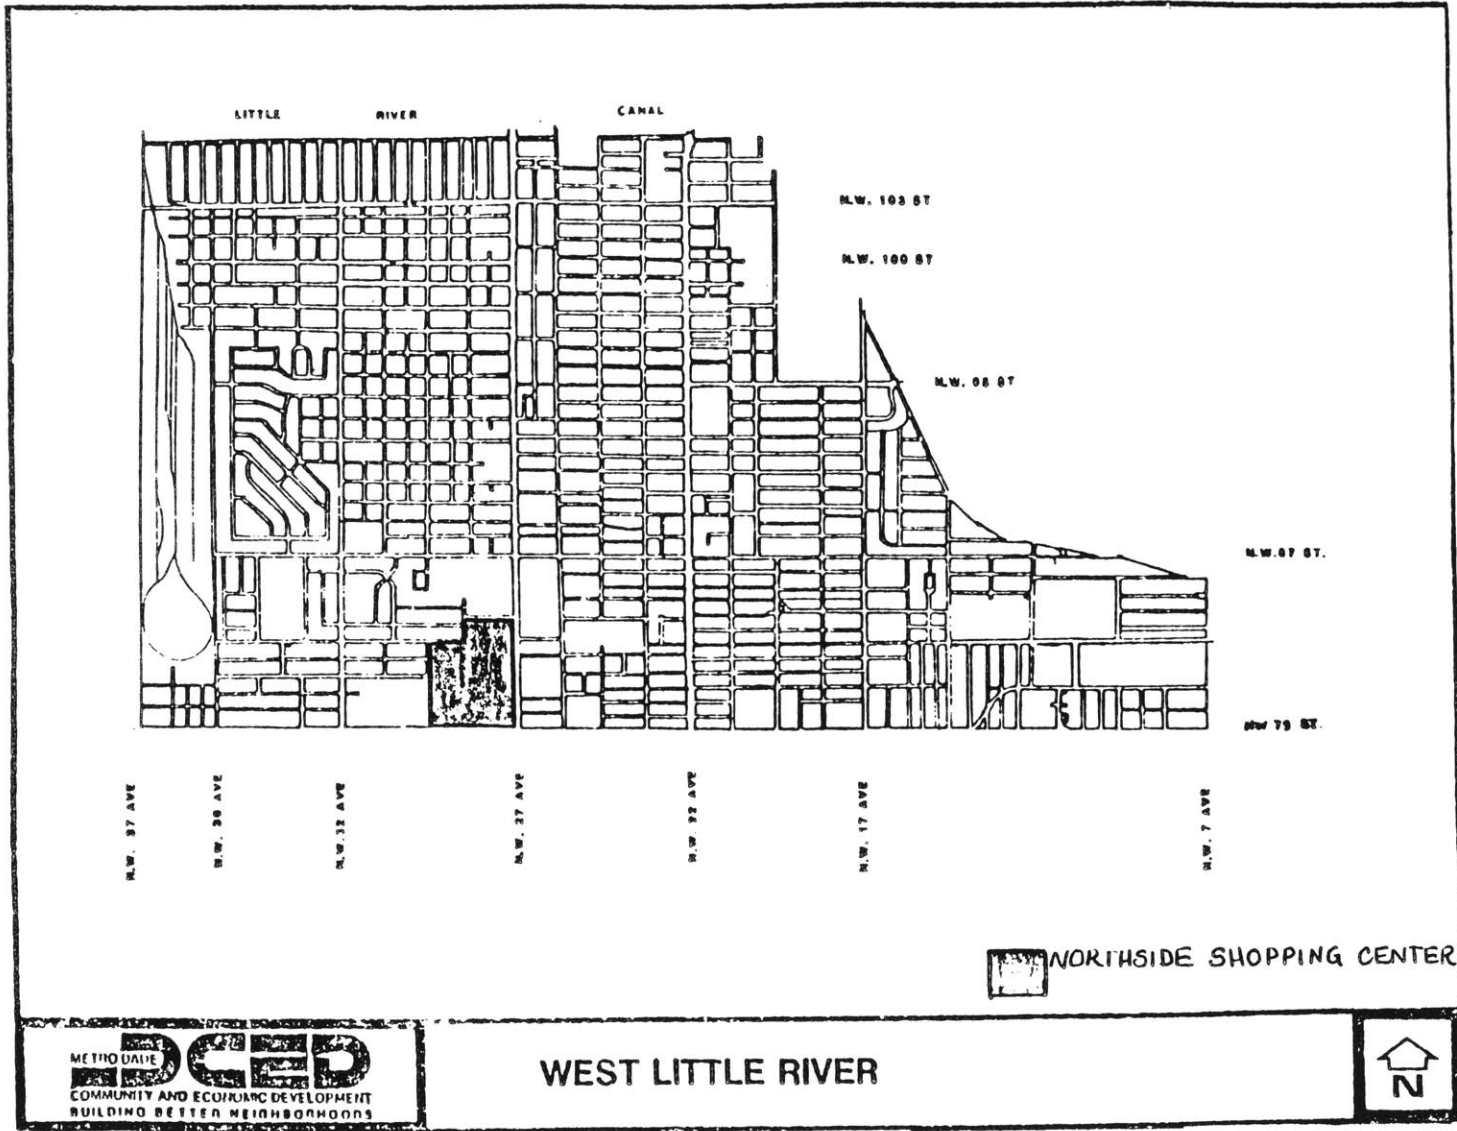 LITTLE RIVER CANAL
N.W. 103 ST
N.W. 100 ST
N.W. 95 ST
N.W. 87 ST.
NW 79 ST.
N.W. 37 AVE
N.W. 36 AVE
N.W. 32 AVE
N.W. 27 AVE
N.W. 22 AVE
N.W. 17 AVE
N.W. 7 AVE
NORTHSIDE SHOPPING CENTER
METRO DADE
DCED
COMMUNITY AND ECONOMIC DEVELOPMENT
BUILDING BETTER NEIGHBORHOODS
WEST LITTLE RIVER
N